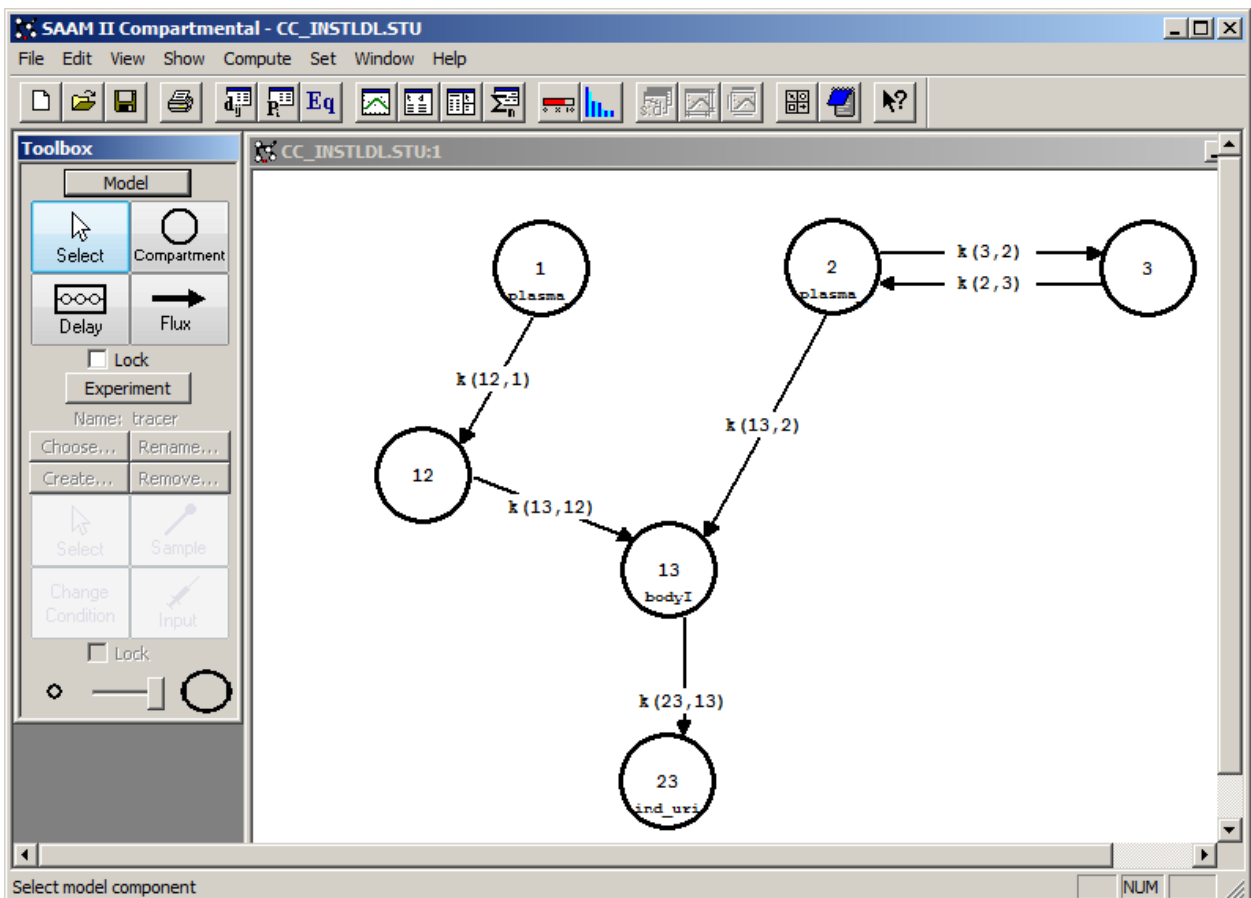 SAAM II Compartmental - CC_INSTLDL.STU
File Edit View Show Compute Set Window Help
Eq
Toolbox
CC_INSTLDL.STU:1
Model
Select
Compartment
Delay
Flux
Lock
Experiment
Name: tracer
Choose...
Rename...
Create...
Remove...
Select
Sample
Change
Condition
Input
Lock
1
plasma_
2
plasma_
k(3,2)
k(2,3)
3
k(12,1)
k(13,2)
12
k(13,12)
13
bodyI
k(23,13)
23
ind_uri
Select model component
NUM